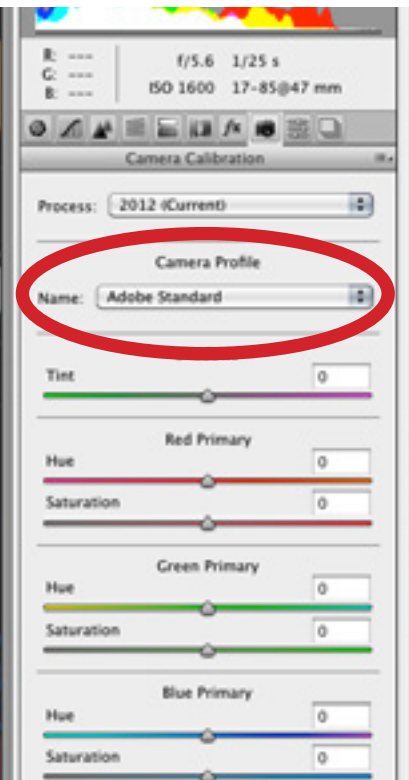 R: --- f/5.6 1/25 s
G: ---
B: --- ISO 1600 17-85@47 mm
fx
Camera Calibration
Process: 2012 (Current)
Camera Profile
Name: Adobe Standard
Tint 0
Red Primary
Hue 0
Saturation 0
Green Primary
Hue 0
Saturation 0
Blue Primary
Hue 0
Saturation 0